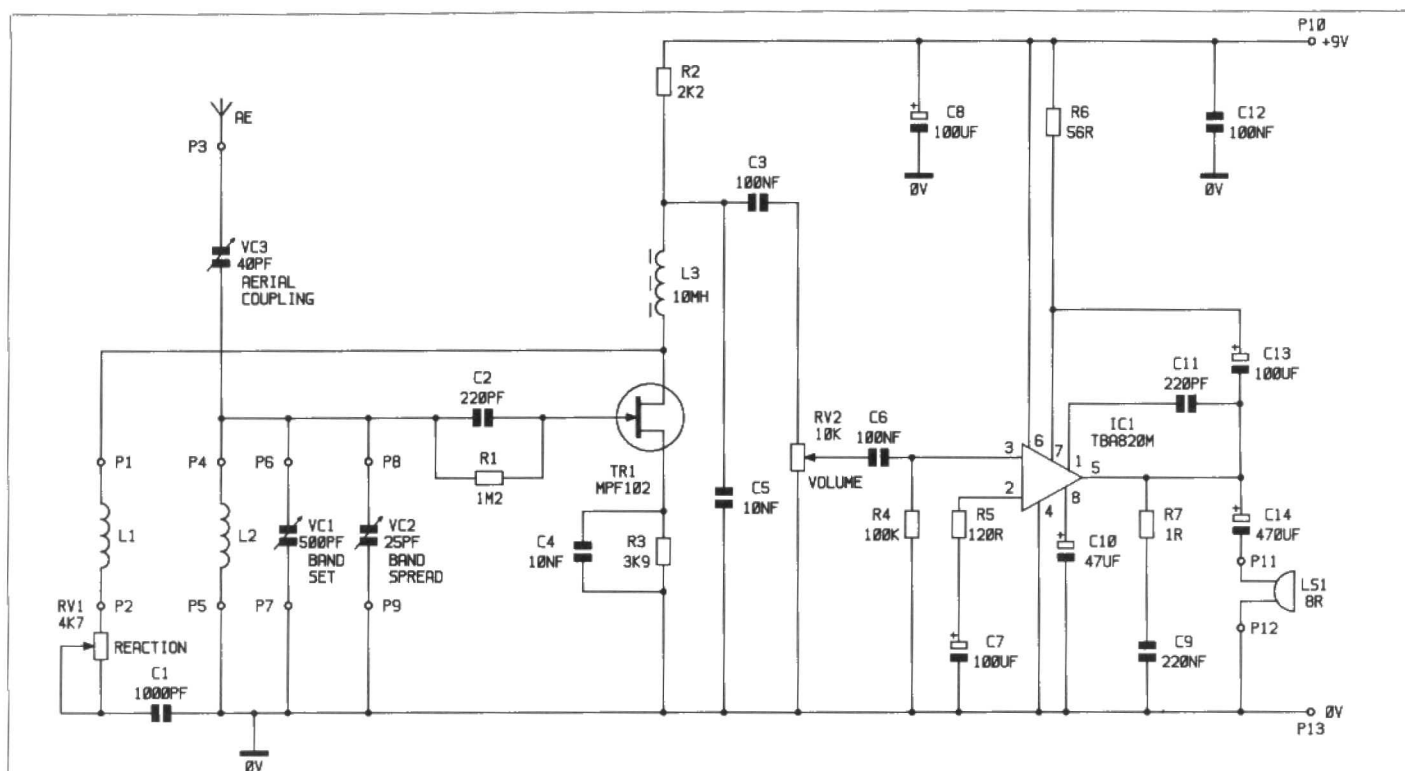 P10
+9V
R2
2K2
C8
100UF
R6
56R
C12
100NF
AE
P3
0V
0V
C3
100NF
VC3
40PF
AERIAL
COUPLING
L3
10MH
C13
100UF
C11
220PF
C2
220PF
R1
1M2
TR1
MPF102
RV2
10K
VOLUME
C6
100NF
IC1
TBA820M
3
2
6
7
1
5
8
4
P1
P4
P6
P8
L1
L2
VC1
500PF
BAND
SET
VC2
25PF
BAND
SPREAD
C4
10NF
R3
3K9
C5
10NF
R4
100K
R5
120R
C10
47UF
R7
1R
C14
470UF
P11
LS1
8R
P12
P2
P5
P7
P9
RV1
4K7
REACTION
C1
1000PF
C7
100UF
C9
220NF
0V
0V
P13